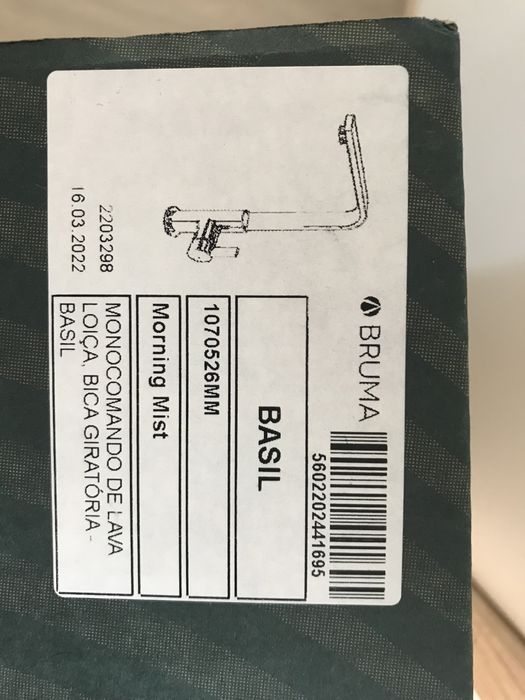 BRUMA
5602202441695
BASIL
1070526MM
Morning Mist
MONOCOMANDO DE LAVA
LOIÇA, BICA GIRATÓRIA -
BASIL
2203298
16.03.2022